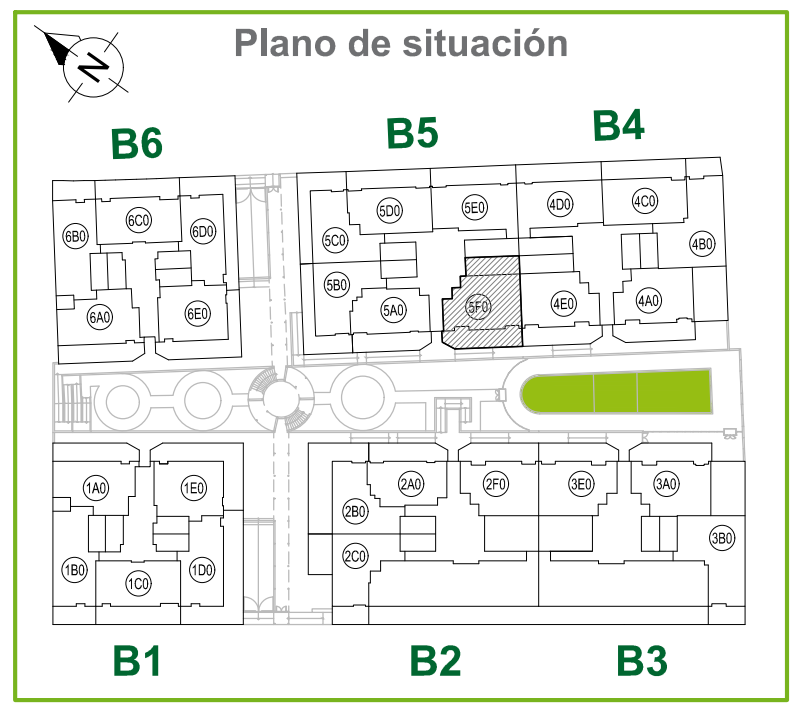 Plano de situación
N
B6
B5
B4
6B0
6C0
6D0
6A0
6E0
5C0
5D0
5E0
5B0
5A0
5F0
4D0
4C0
4B0
4E0
4A0
1A0
1E0
1B0
1C0
1D0
2A0
2F0
2B0
2C0
3E0
3A0
3B0
B1
B2
B3